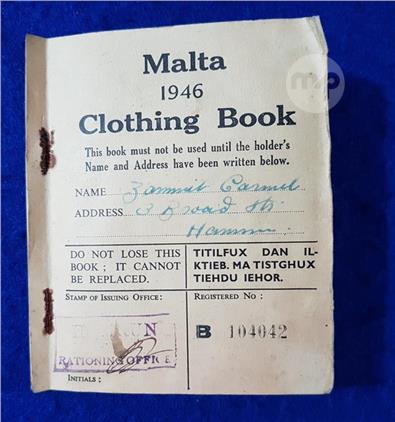 Malta
1946
Clothing Book
This book must not be used until the holder's
Name and Address have been written below.
NAME Zammit Carmel
ADDRESS 3 Broad Str.
Hamrun
DO NOT LOSE THIS
BOOK ; IT CANNOT
BE REPLACED.
TITILFUX DAN IL-
KTIEB. MA TISTGHUX
TIEHDU IEHOR.
STAMP OF ISSUING OFFICE:
REGISTERED No :
RATIONING OFFICE
B 104042
INITIALS :